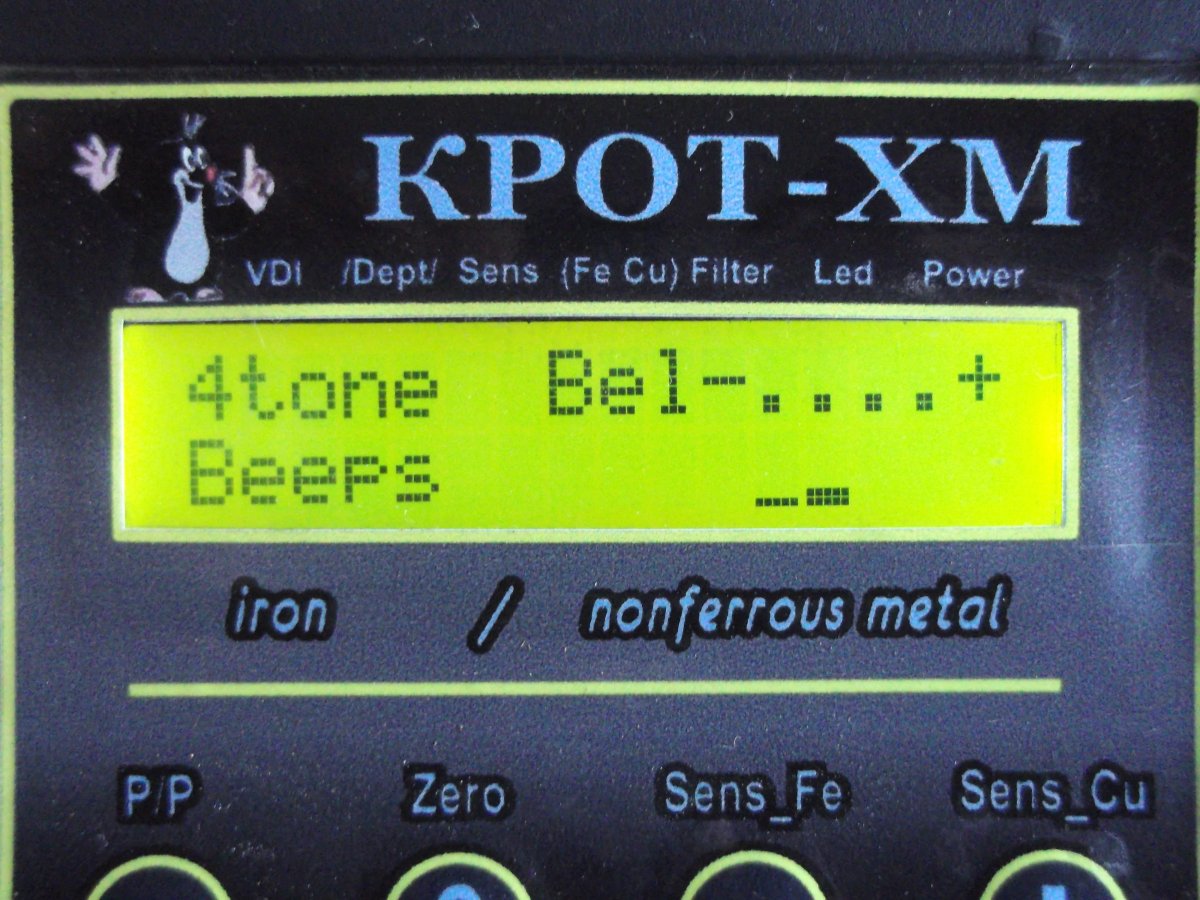 КРОТ-ХМ
VDI /Dept/ Sens (Fe Cu) Filter Led Power
4tone Bel-....+
Beeps
iron / nonferrous metal
P/P Zero Sens_Fe Sens_Cu